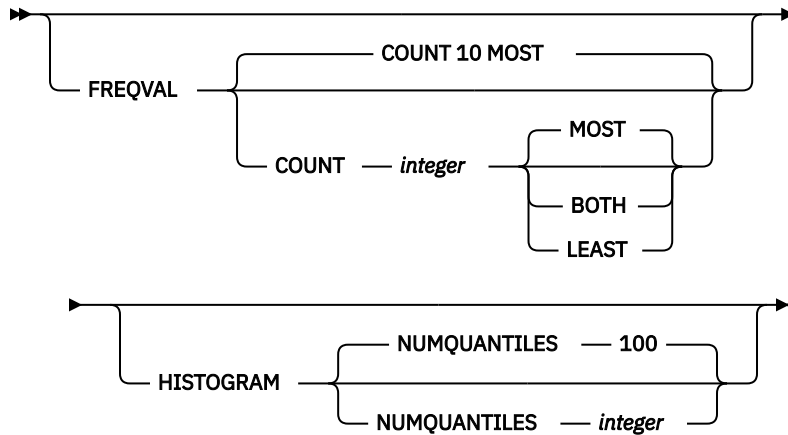 COUNT 10 MOST
FREQVAL
MOST
COUNT integer
BOTH
LEAST
NUMQUANTILES 100
HISTOGRAM
NUMQUANTILES integer